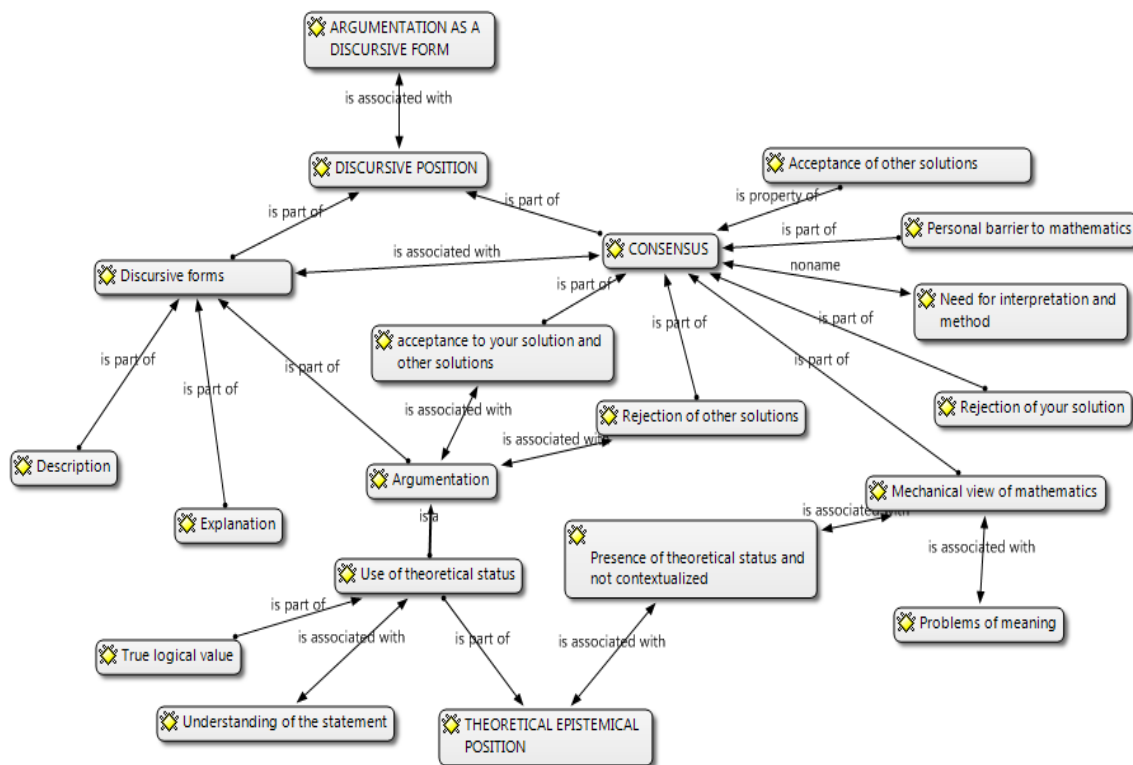 ARGUMENTATION AS A
DISCURSIVE FORM
is associated with
DISCURSIVE POSITION
Acceptance of other solutions
is property of
is part of
is part of
is part of
Personal barrier to mathematics
is associated with
CONSENSUS
noname
Discursive forms
is part of
Need for interpretation and
method
is part of
is part of
acceptance to your solution and
other solutions
is part of
is part of
is part of
is part of
is associated with
Rejection of other solutions
Rejection of your solution
is associated with
Description
Argumentation
Mechanical view of mathematics
is a
is associated with
Explanation
Presence of theoretical status and
not contextualized
is associated with
Use of theoretical status
is part of
is associated with
is part of
is associated with
Problems of meaning
True logical value
Understanding of the statement
THEORETICAL EPISTEMICAL
POSITION